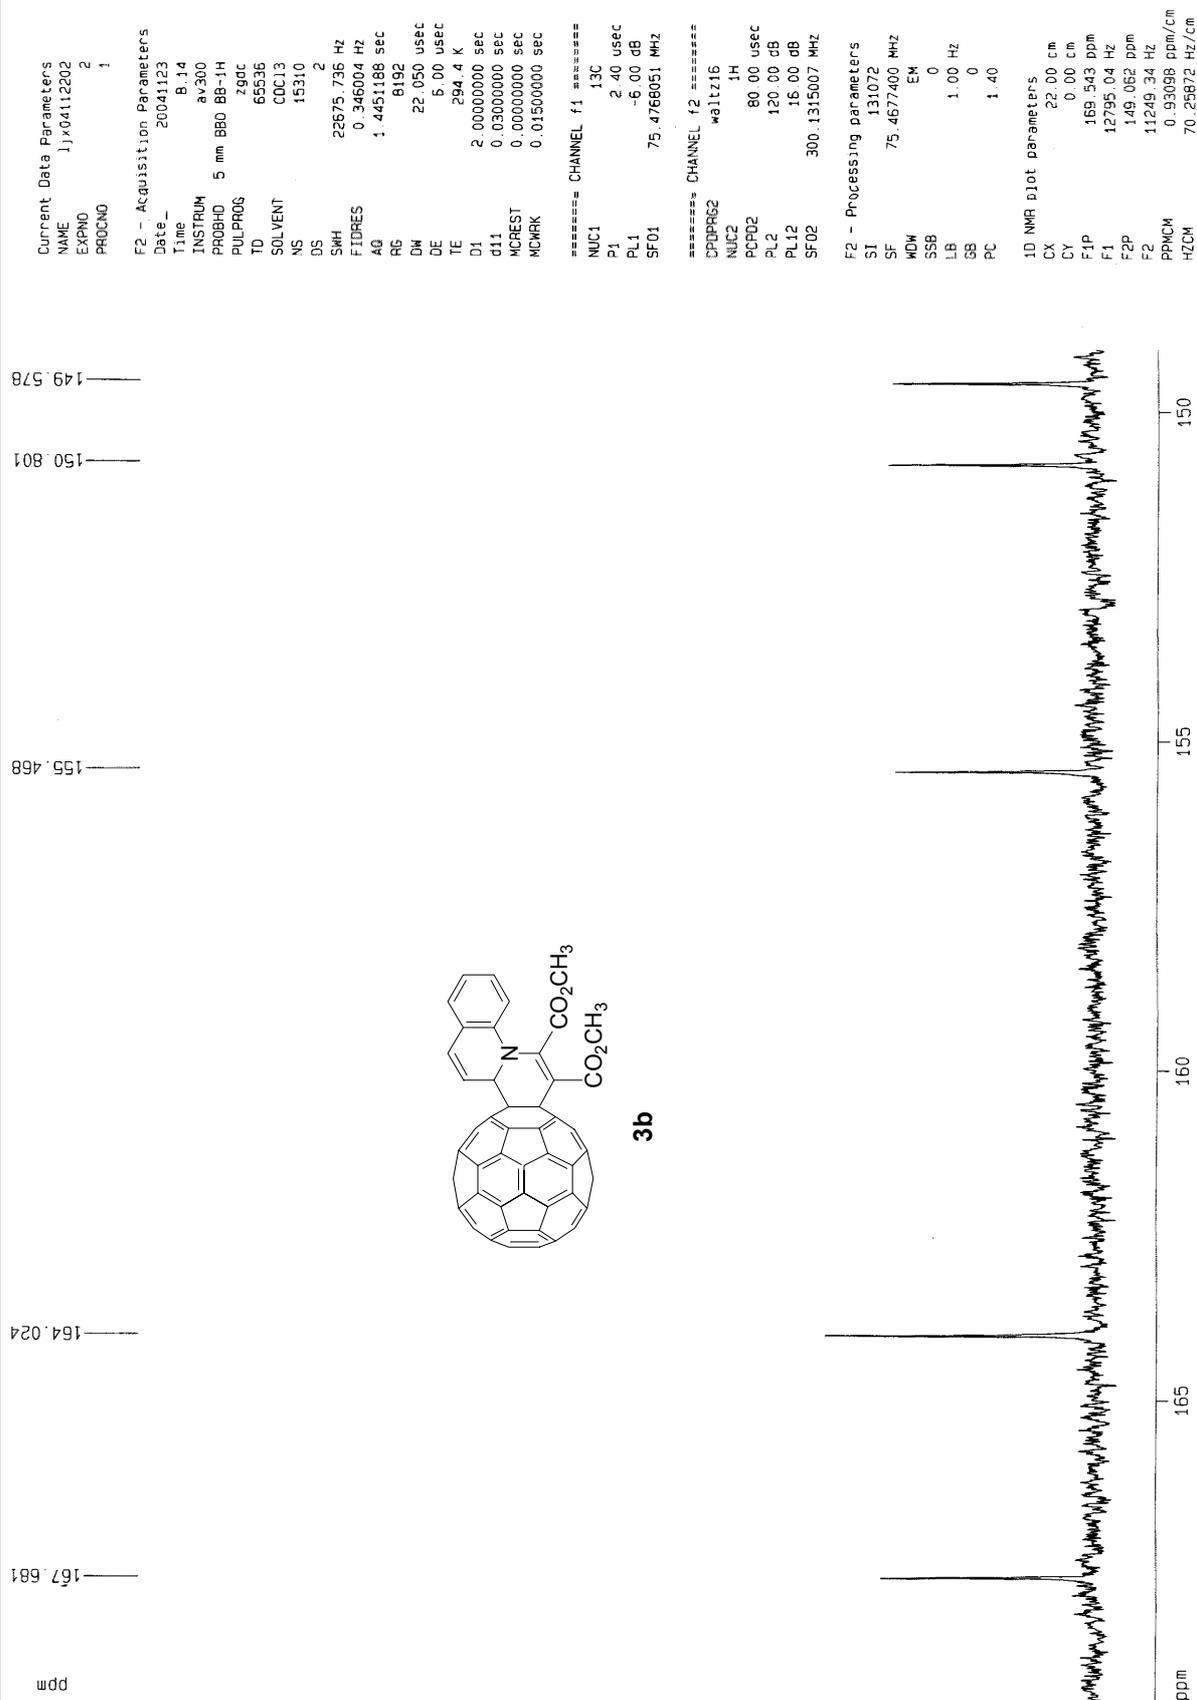 Current Data Parameters
NAME ljx04112202
EXPNO 2
PROCNO 1
F2 - Acquisition Parameters
Date_ 20041123
Time 8.14
INSTRUM av300
PROBHD 5 mm BBO BB-1H
PULPROG zgdc
TD 65536
SOLVENT CDCl3
NS 15310
DS 2
SWH 22675.736 Hz
FIDRES 0.346004 Hz
AQ 1.4451188 sec
RG 8192
DW 22.050 usec
DE 6.00 usec
TE 294.4 K
D1 2.00000000 sec
d11 0.03000000 sec
MCREST 0.00000000 sec
MCWRK 0.01500000 sec
======== CHANNEL f1 ========
NUC1 13C
P1 2.40 usec
PL1 -6.00 dB
SFO1 75.4768051 MHz
======== CHANNEL f2 ========
CPDPRG2 waltz16
NUC2 1H
PCPD2 80.00 usec
PL2 120.00 dB
PL12 16.00 dB
SFO2 300.1315007 MHz
F2 - Processing parameters
SI 131072
SF 75.4677400 MHz
WDW EM
SSB 0
LB 1.00 Hz
GB 0
PC 1.40
1D NMR plot parameters
CX 22.00 cm
CY 0.00 cm
F1P 169.543 ppm
F1 12795.04 Hz
F2P 149.062 ppm
F2 11249.34 Hz
PPMCM 0.93098 ppm/cm
HZCM 70.25872 Hz/cm
ppm
167.681
164.024
155.468
150.801
149.578
N
CO2CH3
CO2CH3
3b
ppm
165
160
155
150